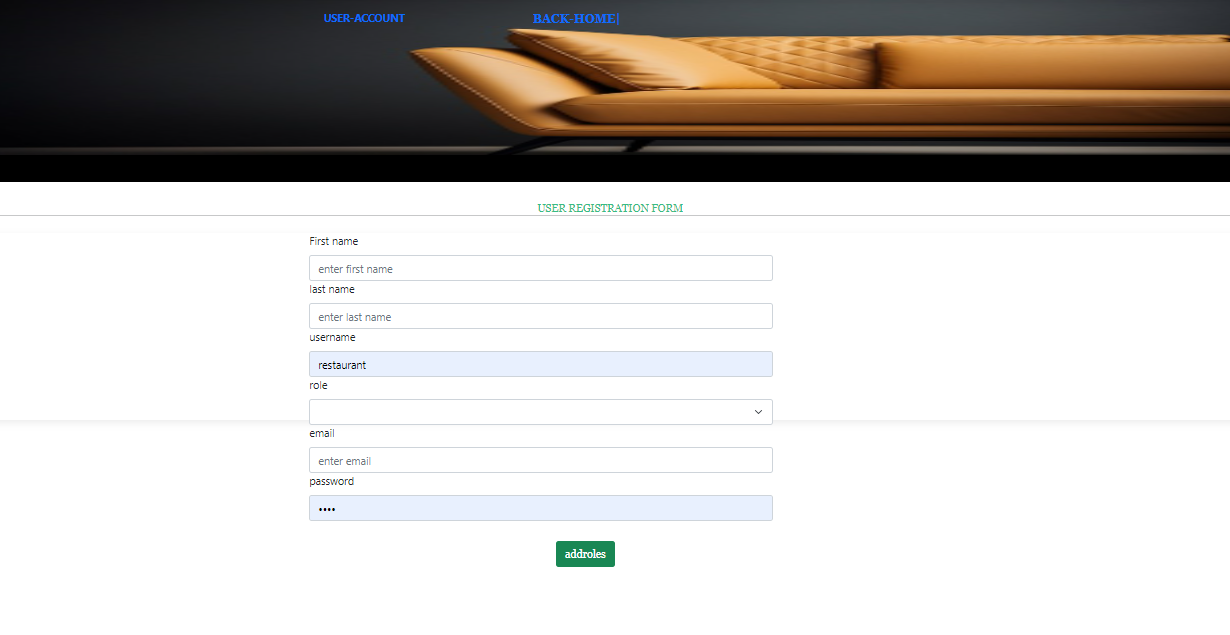 USER-ACCOUNT BACK-HOME|
USER REGISTRATION FORM
First name
enter first name
last name
enter last name
username
restaurant
role
email
enter email
password
••••
addroles